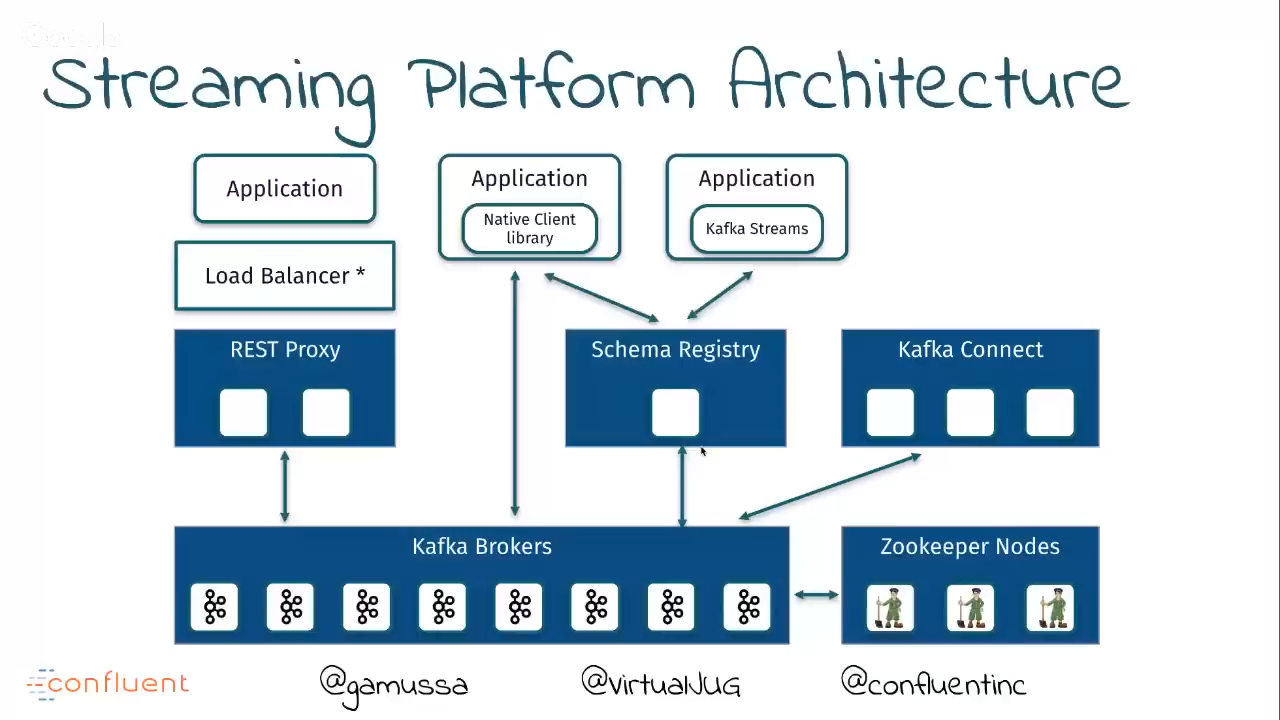 Streaming Platform Architecture
Application
Application
Application
Native Client
library
Kafka Streams
Load Balancer *
REST Proxy
Schema Registry
Kafka Connect
Kafka Brokers
Zookeeper Nodes
confluent
@gamussa
@virtualJUG
@confluentinc